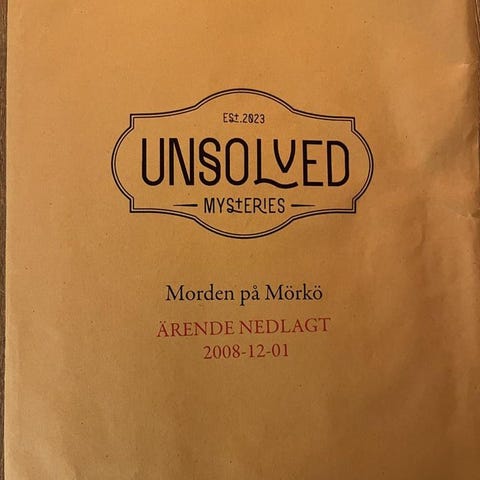 Est.2023
UNSOLVED
MYStERIES
Morden på Mörkö
ÄRENDE NEDLAGT
2008-12-01